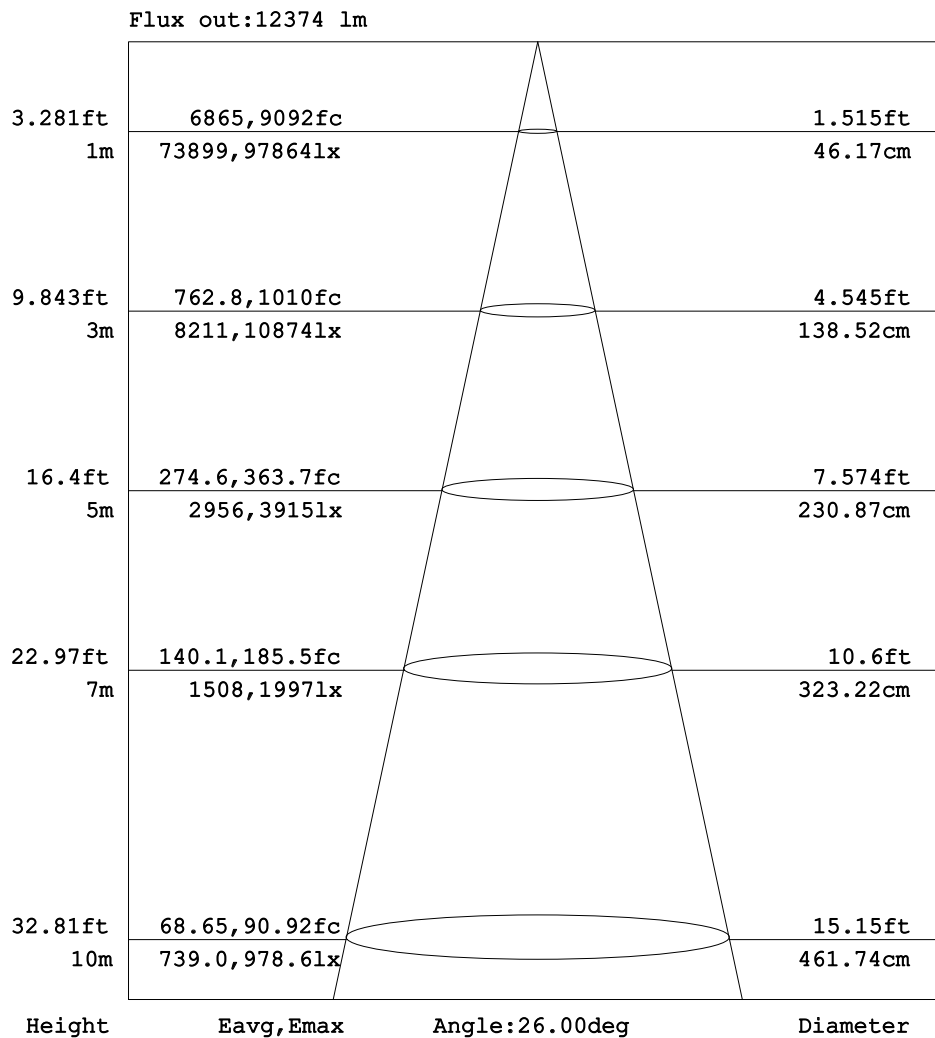 Flux out:12374 lm
3.281ft 6865,9092fc 1.515ft
1m 73899,97864lx 46.17cm
9.843ft 762.8,1010fc 4.545ft
3m 8211,10874lx 138.52cm
16.4ft 274.6,363.7fc 7.574ft
5m 2956,3915lx 230.87cm
22.97ft 140.1,185.5fc 10.6ft
7m 1508,1997lx 323.22cm
32.81ft 68.65,90.92fc 15.15ft
10m 739.0,978.6lx 461.74cm
Height Eavg,Emax Angle:26.00deg Diameter